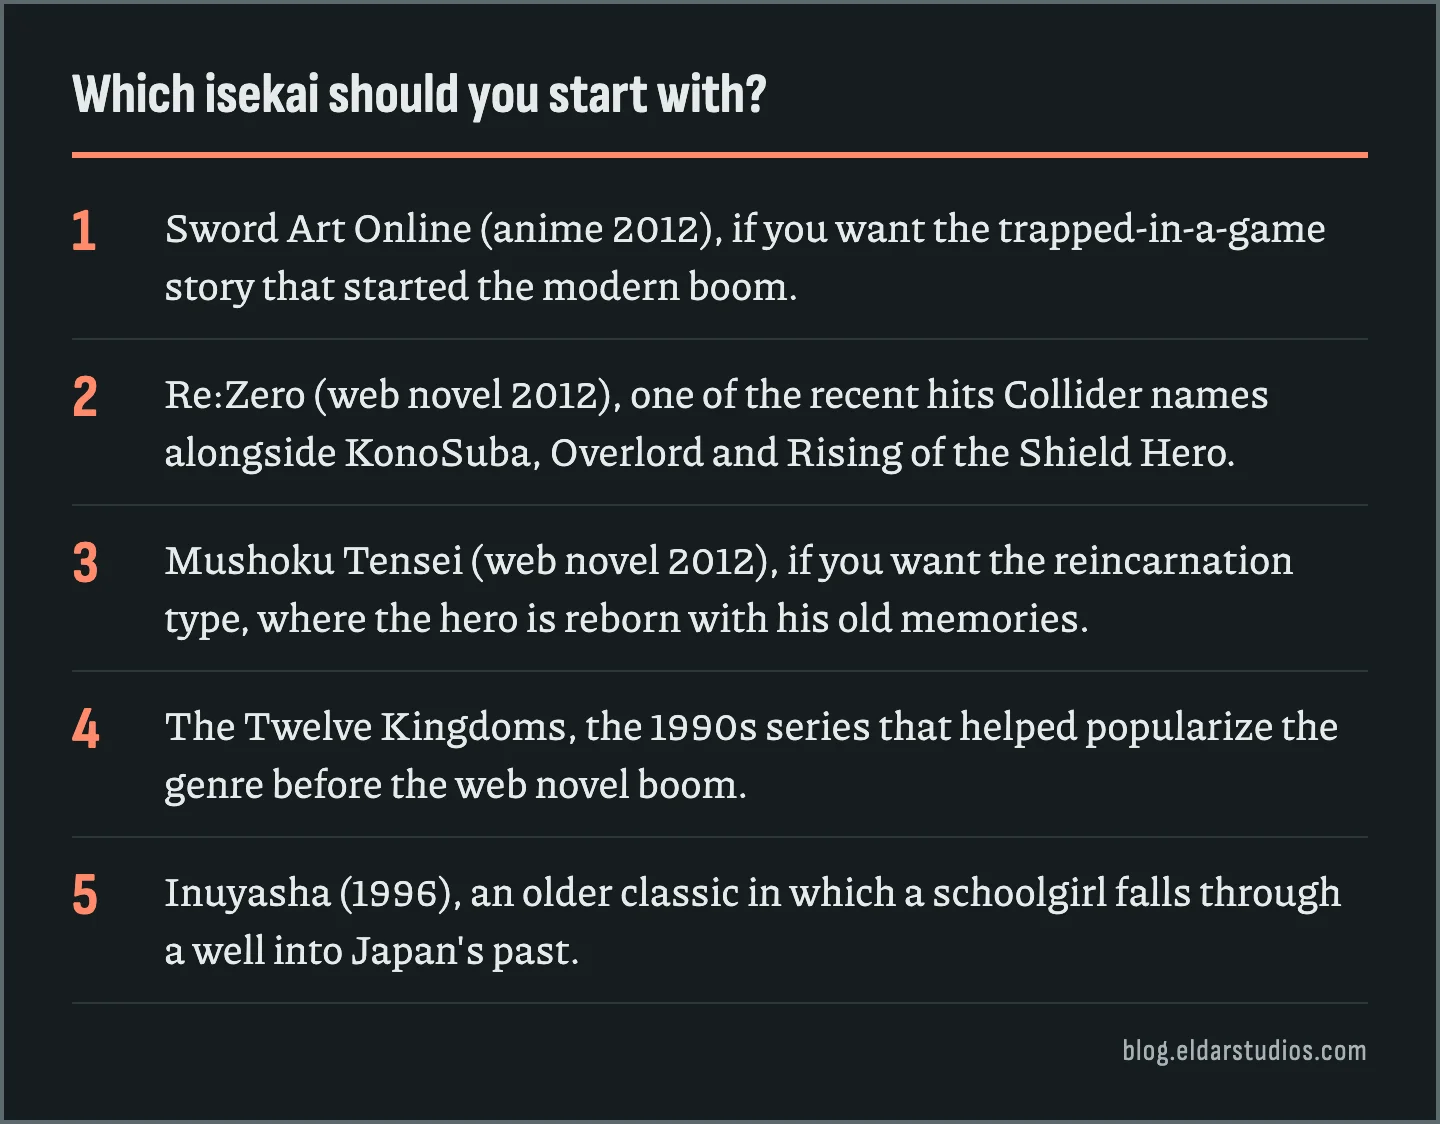 Which isekai should you start with?
1 Sword Art Online (anime 2012), if you want the trapped-in-a-game
story that started the modern boom.
2 Re:Zero (web novel 2012), one of the recent hits Collider names
alongside KonoSuba, Overlord and Rising of the Shield Hero.
3 Mushoku Tensei (web novel 2012), if you want the reincarnation
type, where the hero is reborn with his old memories.
4 The Twelve Kingdoms, the 1990s series that helped popularize the
genre before the web novel boom.
5 Inuyasha (1996), an older classic in which a schoolgirl falls through
a well into Japan's past.
blog.eldarstudios.com